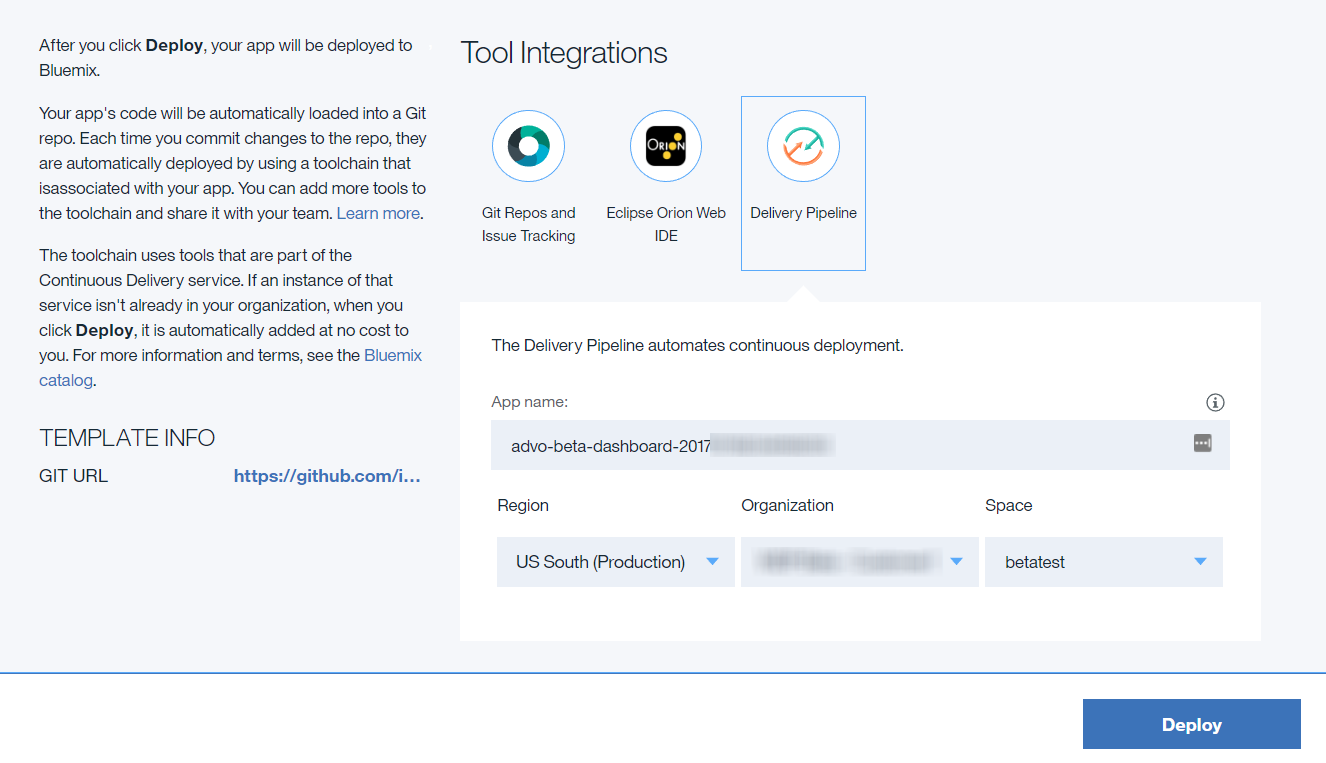 After you click Deploy, your app will be deployed to
Bluemix.
Your app's code will be automatically loaded into a Git
repo. Each time you commit changes to the repo, they
are automatically deployed by using a toolchain that
isassociated with your app. You can add more tools to
the toolchain and share it with your team. Learn more.
The toolchain uses tools that are part of the
Continuous Delivery service. If an instance of that
service isn't already in your organization, when you
click Deploy, it is automatically added at no cost to
you. For more information and terms, see the Bluemix
catalog.
TEMPLATE INFO
GIT URL https://github.com/i...
Tool Integrations
ORION
Git Repos and
Issue Tracking
Eclipse Orion Web
IDE
Delivery Pipeline
The Delivery Pipeline automates continuous deployment.
App name:
advo-beta-dashboard-2017
Region Organization Space
US South (Production) betatest
Deploy